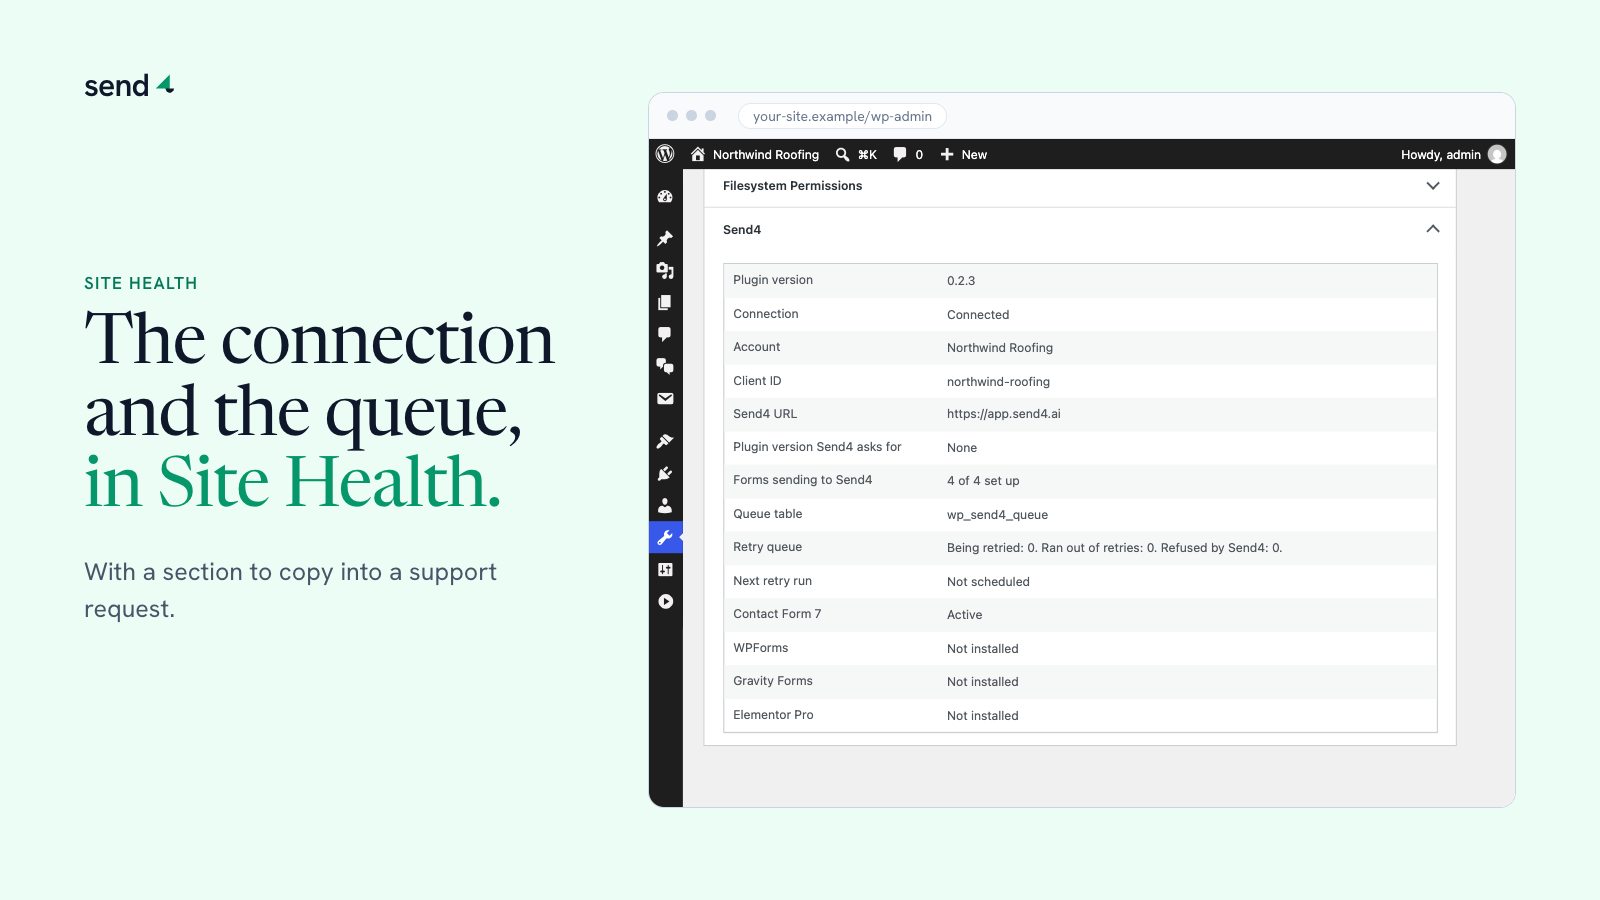 send
SITE HEALTH
The connection
and the queue,
in Site Health.
With a section to copy into a support
request.
your-site.example/wp-admin
Northwind Roofing ⌘K 0 New Howdy, admin
Filesystem Permissions
Send4
Plugin version 0.2.3
Connection Connected
Account Northwind Roofing
Client ID northwind-roofing
Send4 URL https://app.send4.ai
Plugin version Send4 asks for None
Forms sending to Send4 4 of 4 set up
Queue table wp_send4_queue
Retry queue Being retried: 0. Ran out of retries: 0. Refused by Send4: 0.
Next retry run Not scheduled
Contact Form 7 Active
WPForms Not installed
Gravity Forms Not installed
Elementor Pro Not installed